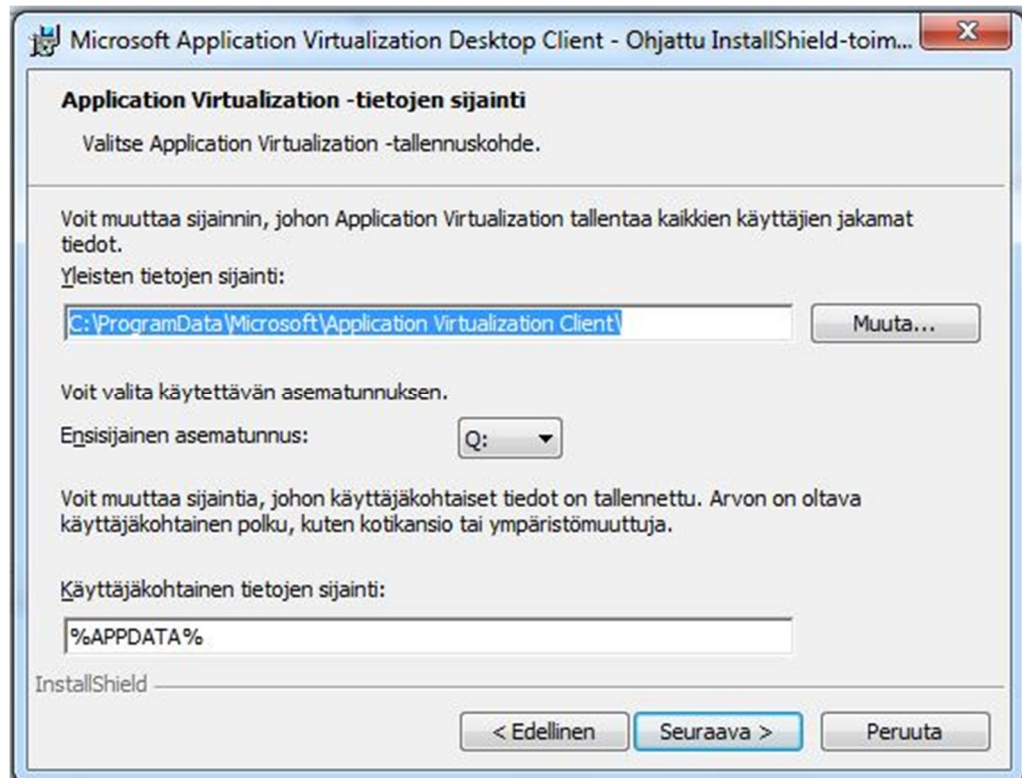 Microsoft Application Virtualization Desktop Client - Ohjattu InstallShield-toim...
Application Virtualization -tietojen sijainti
Valitse Application Virtualization -tallennuskohde.
Voit muuttaa sijainnin, johon Application Virtualization tallentaa kaikkien käyttäjien jakamat
tiedot.
Yleisten tietojen sijainti:
C:\ProgramData\Microsoft\Application Virtualization Client\
Muuta...
Voit valita käytettävän asematunnuksen.
Ensisijainen asematunnus:
Q:
Voit muuttaa sijaintia, johon käyttäjäkohtaiset tiedot on tallennettu. Arvon on oltava
käyttäjäkohtainen polku, kuten kotikansio tai ympäristömuuttuja.
Käyttäjäkohtainen tietojen sijainti:
%APPDATA%
InstallShield
< Edellinen
Seuraava >
Peruuta